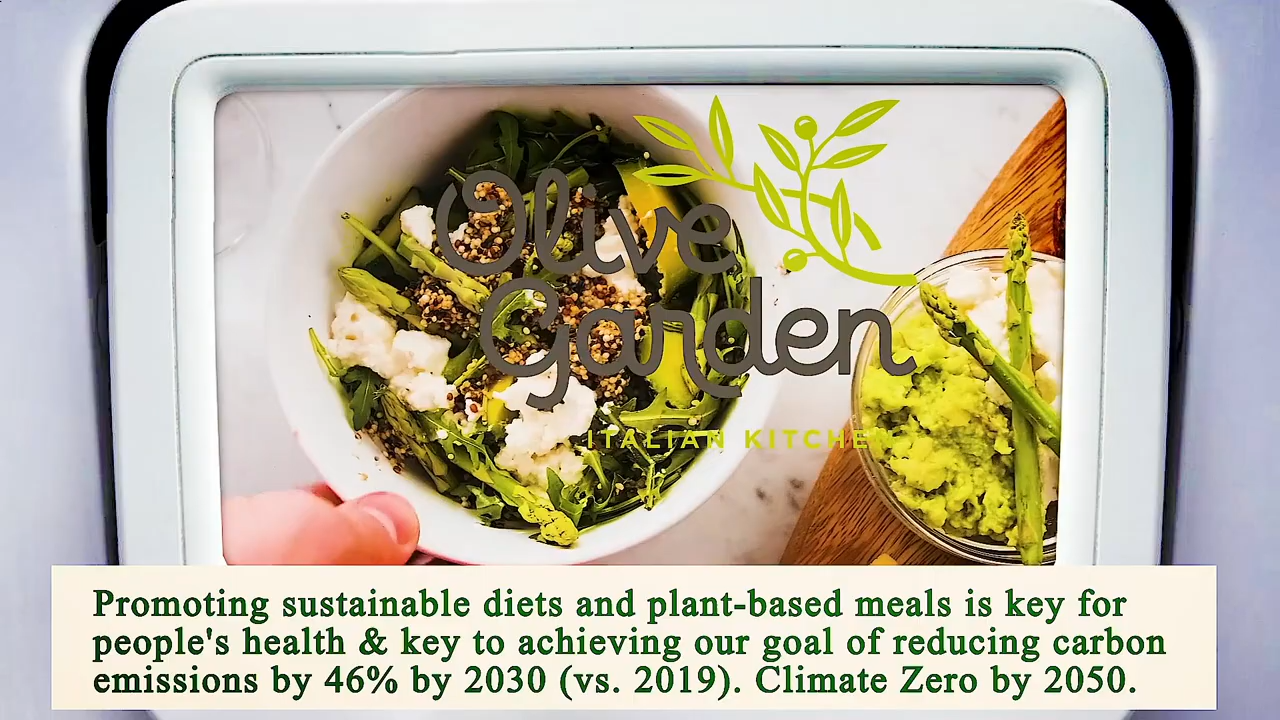 Olive
Garden
ITALIAN KITCHEN
Promoting sustainable diets and plant-based meals is key for
people's health & key to achieving our goal of reducing carbon
emissions by 46% by 2030 (vs. 2019). Climate Zero by 2050.